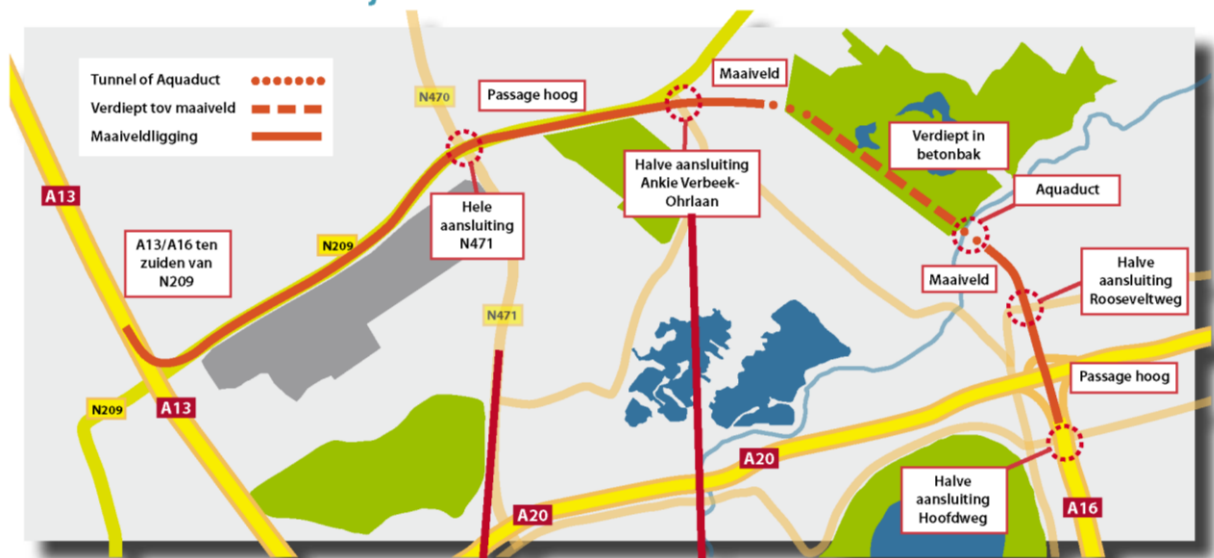 Tunnel of Aquaduct
Verdiept tov maaiveld
Maaiveldligging
N470
Passage hoog
Maaiveld
Verdiept in
betonbak
Halve aansluiting
Ankie Verbeek-
Ohrlaan
Aquaduct
A13
Hele
aansluiting
N471
A13/A16 ten
zuiden van
N209
N209
Maaiveld
Halve
aansluiting
Rooseveltweg
N471
Passage hoog
N209
A13
A20
Halve
aansluiting
Hoofdweg
A20
A16